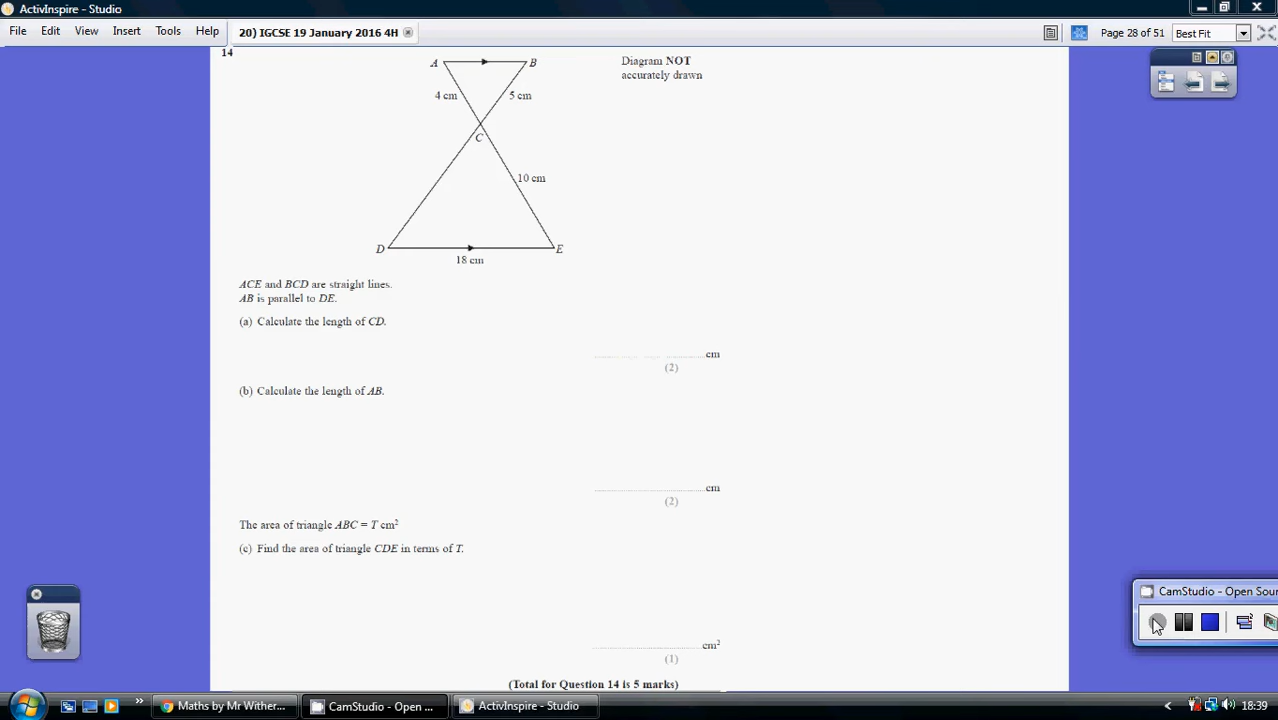 ActivInspire - Studio
File Edit View Insert Tools Help
20) IGCSE 19 January 2016 4H
Page 28 of 51
Best Fit
14
A
B
Diagram NOT
accurately drawn
4 cm
5 cm
C
10 cm
D
E
18 cm
ACE and BCD are straight lines.
AB is parallel to DE.
(a) Calculate the length of CD.
cm
(2)
(b) Calculate the length of AB.
cm
(2)
The area of triangle ABC = T cm²
(c) Find the area of triangle CDE in terms of T.
cm²
(1)
(Total for Question 14 is 5 marks)
CamStudio - Open Sour
Maths by Mr Wither...
CamStudio - Open ...
ActivInspire - Studio
18:39